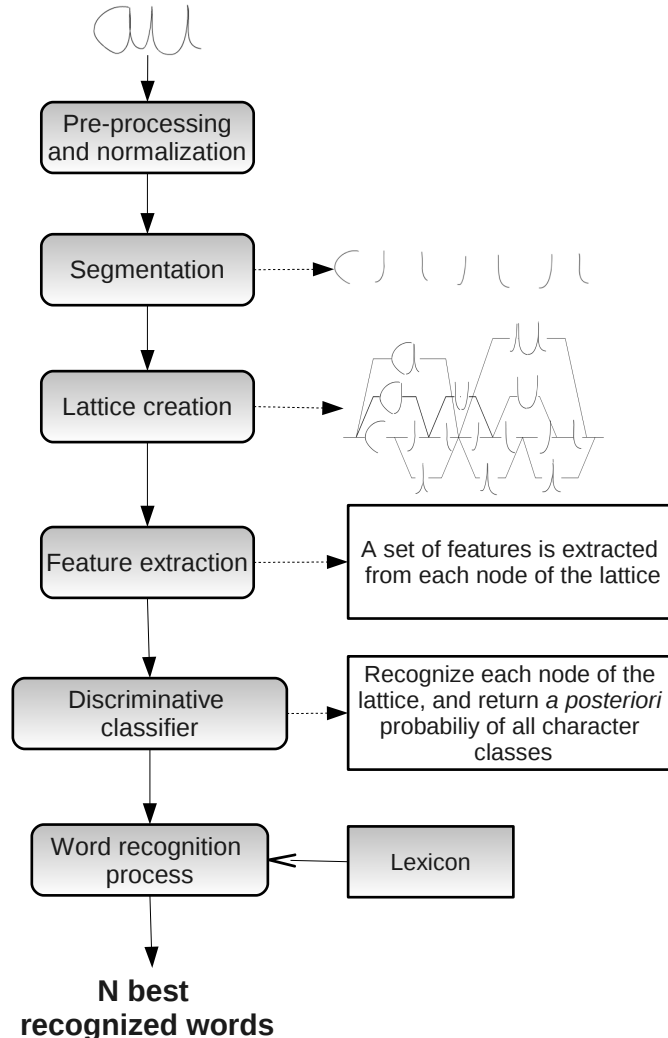 au
Pre-processing
and normalization
Segmentation
Lattice creation
Feature extraction
A set of features is extracted
from each node of the lattice
Discriminative
classifier
Recognize each node of the
lattice, and return a posteriori
probabiliy of all character
classes
Word recognition
process
Lexicon
N best
recognized words